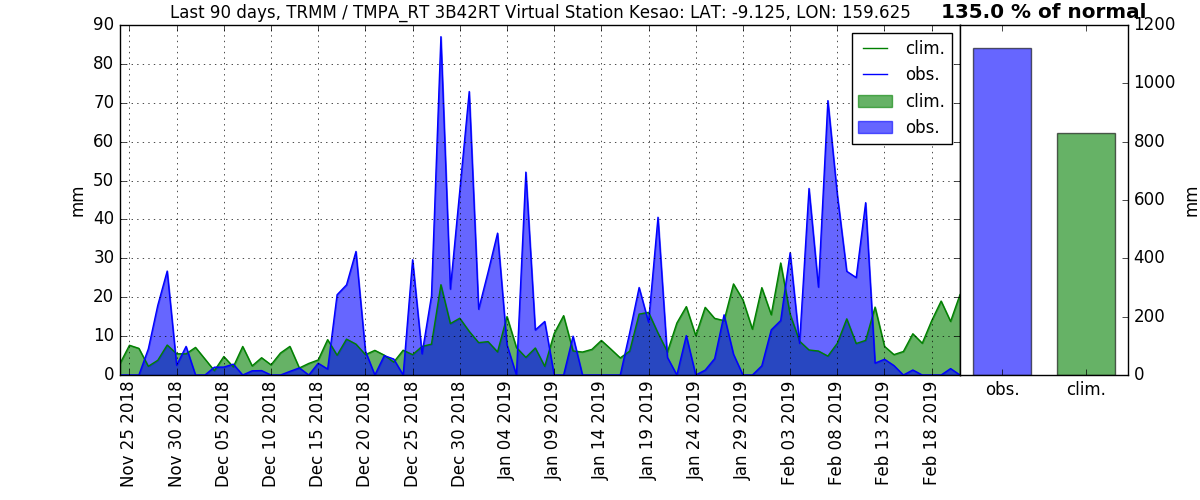 Last 90 days, TRMM / TMPA_RT 3B42RT Virtual Station Kesao: LAT: -9.125, LON: 159.625
135.0 % of normal
90
80
70
60
50
40
30
20
10
0
mm
clim.
obs.
clim.
obs.
1200
1000
800
600
400
200
0
mm
obs.
clim.
Nov 25 2018
Nov 30 2018
Dec 05 2018
Dec 10 2018
Dec 15 2018
Dec 20 2018
Dec 25 2018
Dec 30 2018
Jan 04 2019
Jan 09 2019
Jan 14 2019
Jan 19 2019
Jan 24 2019
Jan 29 2019
Feb 03 2019
Feb 08 2019
Feb 13 2019
Feb 18 2019